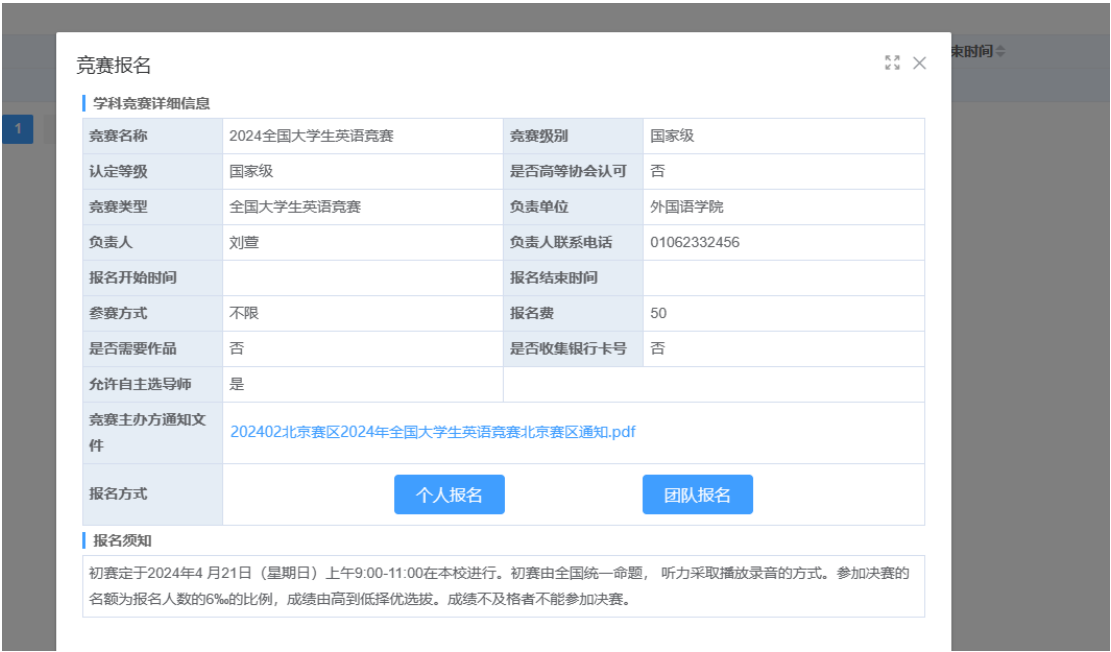 束时间
竞赛报名
学科竞赛详细信息
1
竞赛名称 2024全国大学生英语竞赛 竞赛级别 国家级
认定等级 国家级 是否高等协会认可 否
竞赛类型 全国大学生英语竞赛 负责单位 外国语学院
负责人 刘萱 负责人联系电话 01062332456
报名开始时间 报名结束时间
参赛方式 不限 报名费 50
是否需要作品 否 是否收集银行卡号 否
允许自主选导师 是
竞赛主办方通知文
件
202402北京赛区2024年全国大学生英语竞赛北京赛区通知.pdf
报名方式 个人报名 团队报名
报名须知
初赛定于2024年4 月21日（星期日）上午9:00-11:00在本校进行。初赛由全国统一命题， 听力采取播放录音的方式。参加决赛的
名额为报名人数的6‰的比例，成绩由高到低择优选拔。成绩不及格者不能参加决赛。